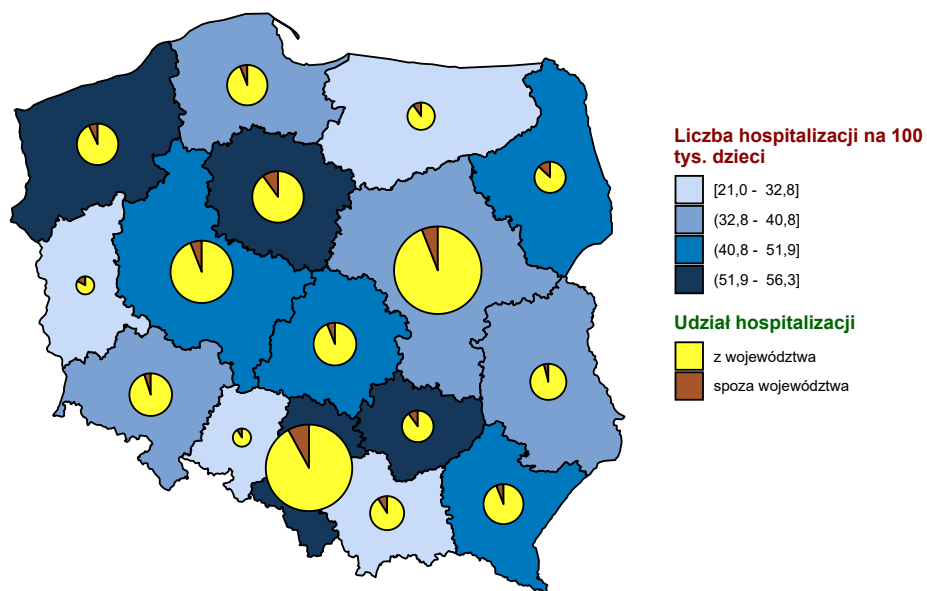 Liczba hospitalizacji na 100
tys. dzieci
[21,0 - 32,8]
(32,8 - 40,8]
(40,8 - 51,9]
(51,9 - 56,3]
Udział hospitalizacji
z województwa
spoza województwa